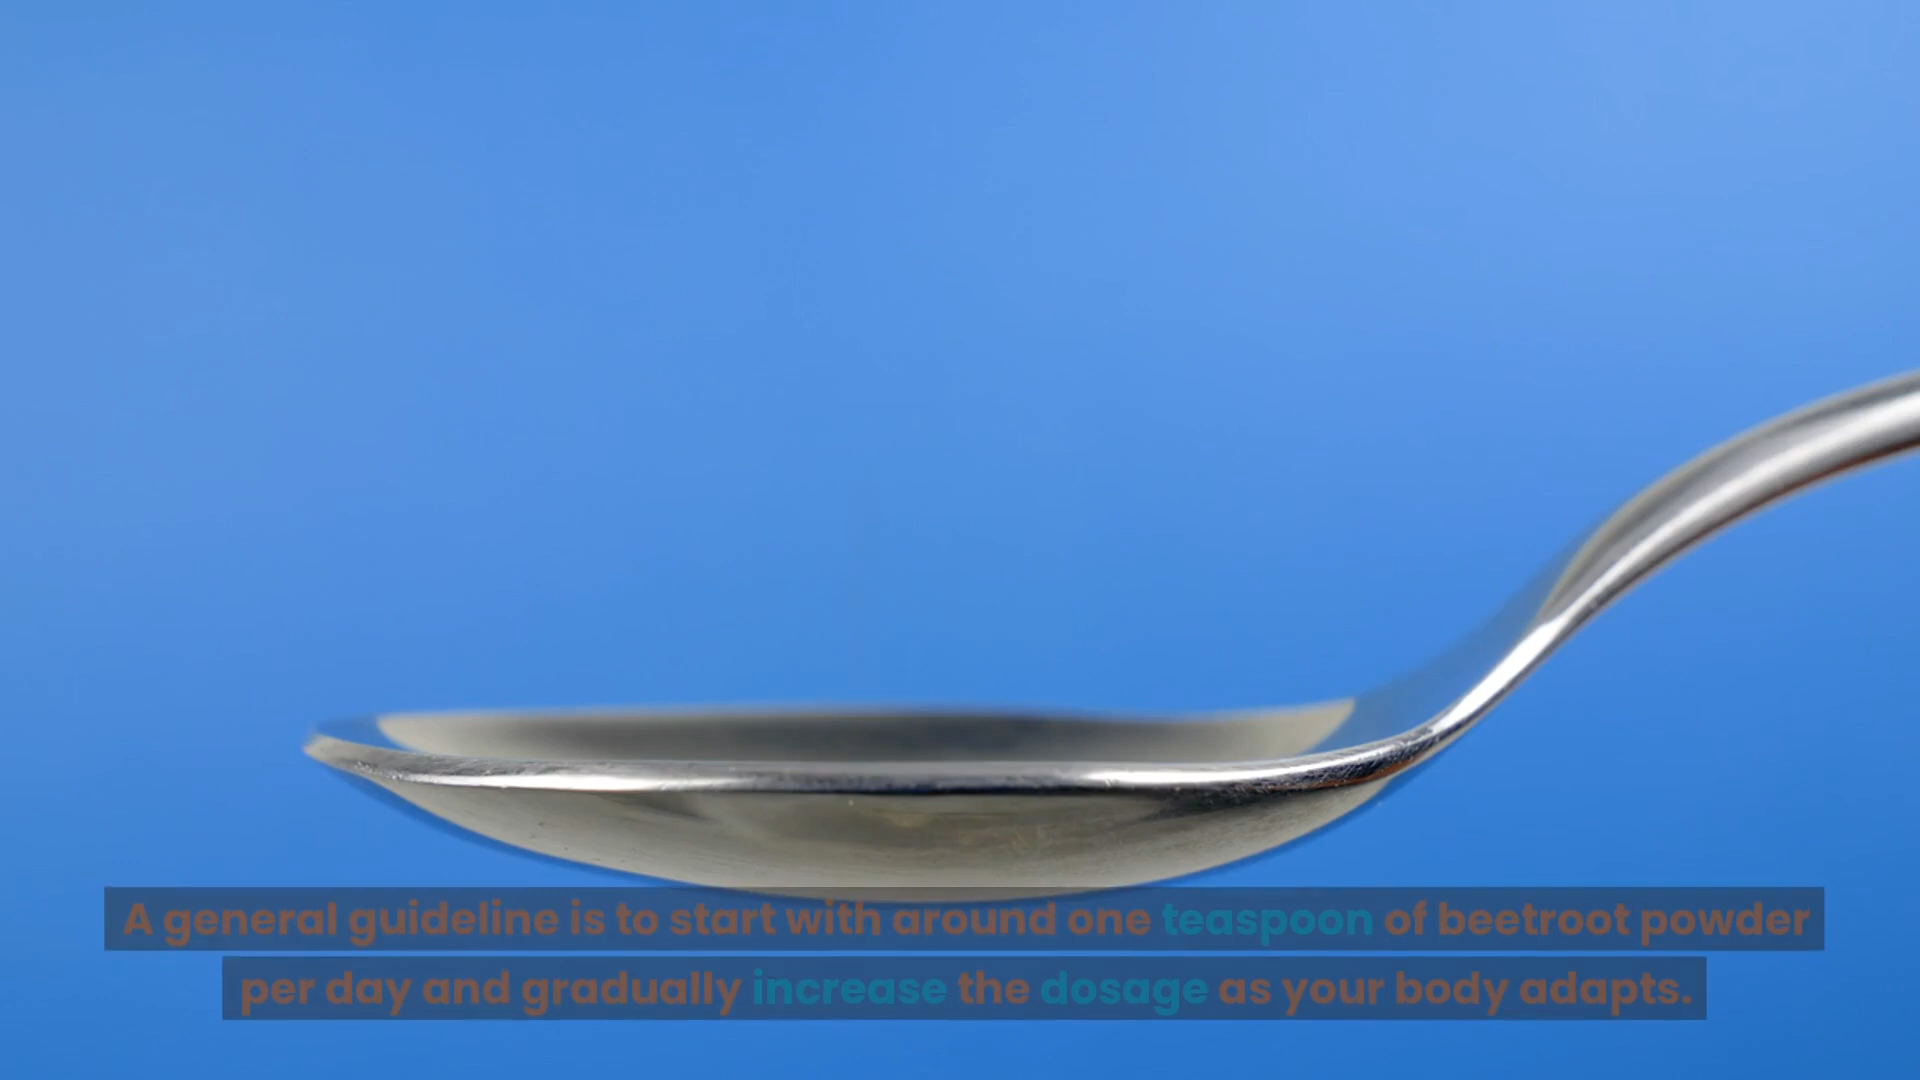 A general guideline is to start with around one teaspoon of beetroot powder
per day and gradually increase the dosage as your body adapts.